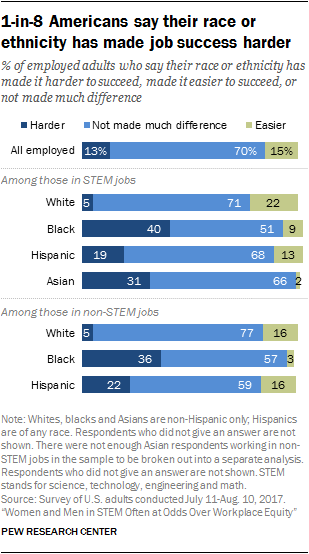 1-in-8 Americans say their race or
ethnicity has made job success harder
% of employed adults who say their race or ethnicity has
made it harder to succeed, made it easier to succeed, or
not made much difference
Harder Not made much difference Easier
All employed 13% 70% 15%
Among those in STEM jobs
White 5 71 22
Black 40 51 9
Hispanic 19 68 13
Asian 31 66 2
Among those in non-STEM jobs
White 5 77 16
Black 36 57 3
Hispanic 22 59 16
Note: Whites, blacks and Asians are non-Hispanic only; Hispanics
are of any race. Respondents who did not give an answer are not
shown. There were not enough Asian respondents working in non-
STEM jobs in the sample to be broken out into a separate analysis.
Respondents who did not give an answer are not shown. STEM
stands for science, technology, engineering and math.
Source: Survey of U.S. adults conducted July 11-Aug. 10, 2017.
"Women and Men in STEM Often at Odds Over Workplace Equity"
PEW RESEARCH CENTER